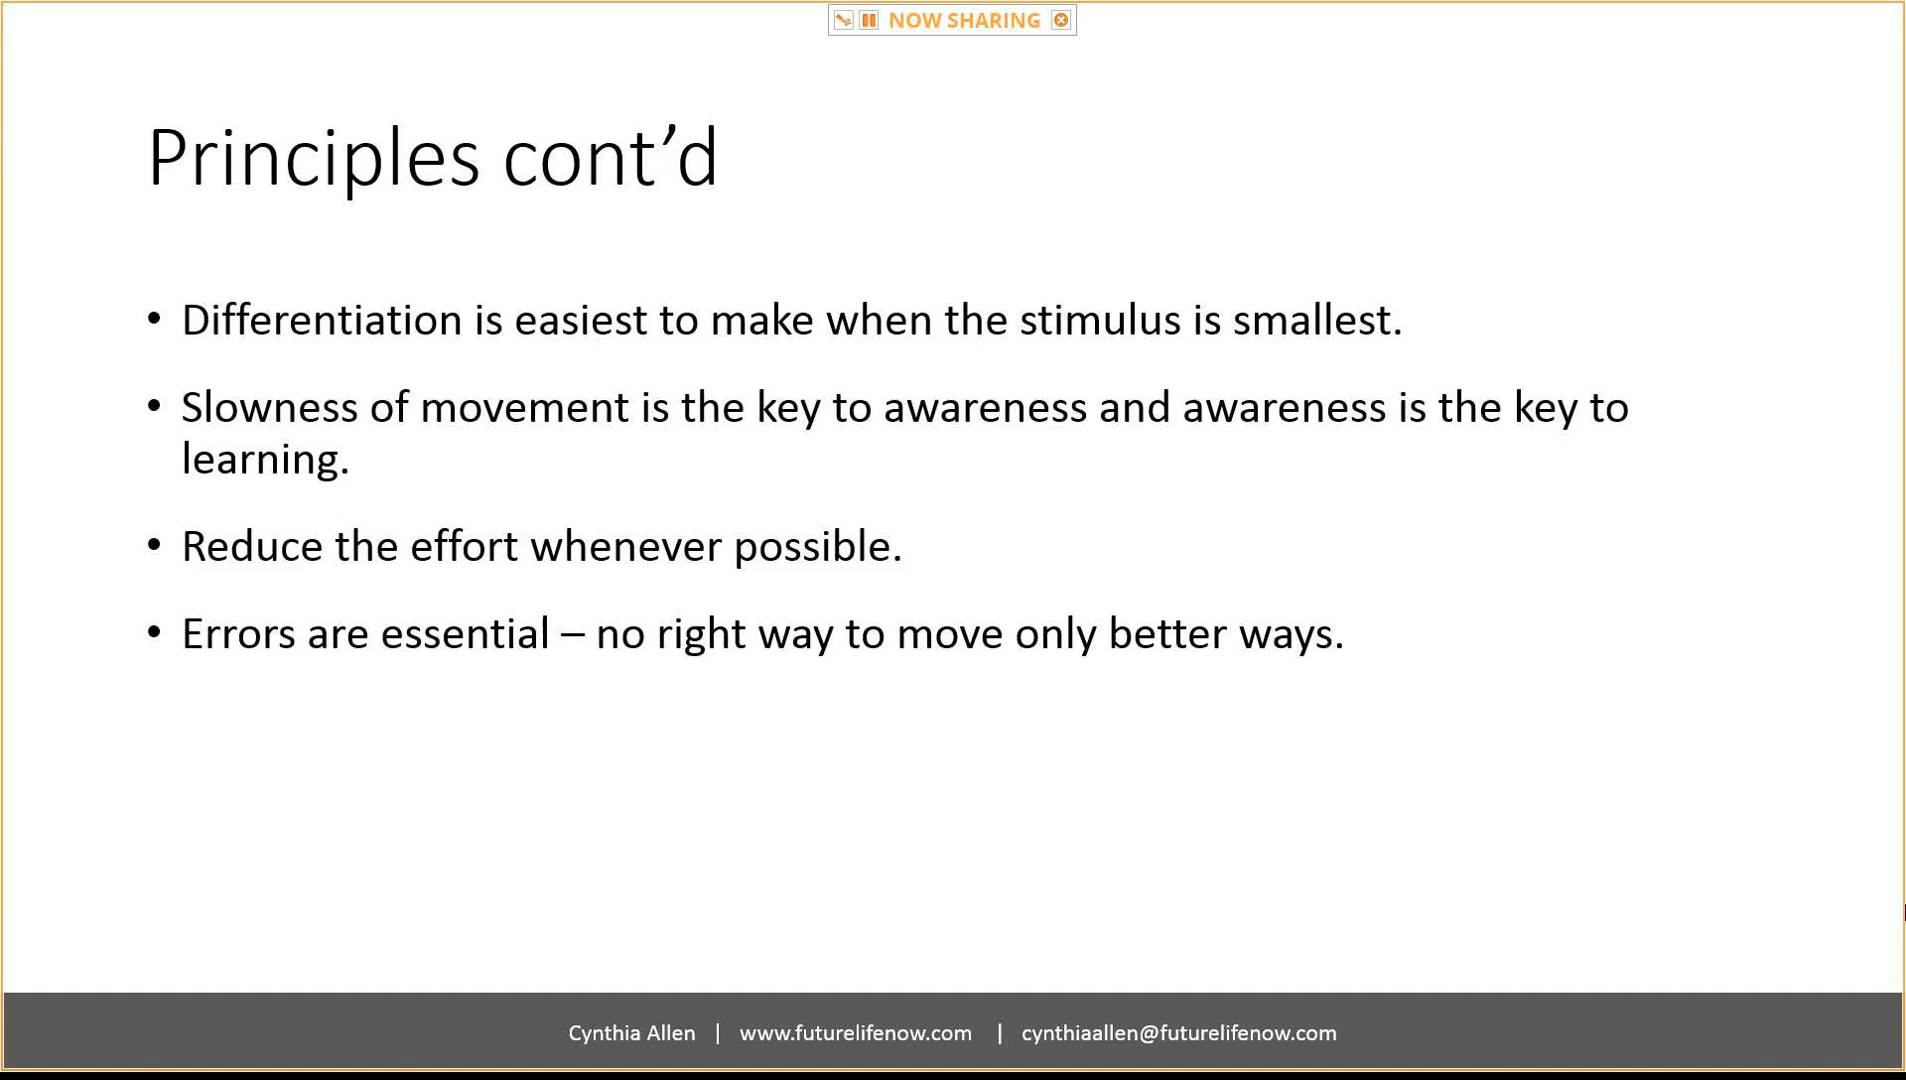 NOW SHARING
Principles cont’d
• Differentiation is easiest to make when the stimulus is smallest.
• Slowness of movement is the key to awareness and awareness is the key to
learning.
• Reduce the effort whenever possible.
• Errors are essential – no right way to move only better ways.
Cynthia Allen | www.futurelifenow.com | cynthiaallen@futurelifenow.com